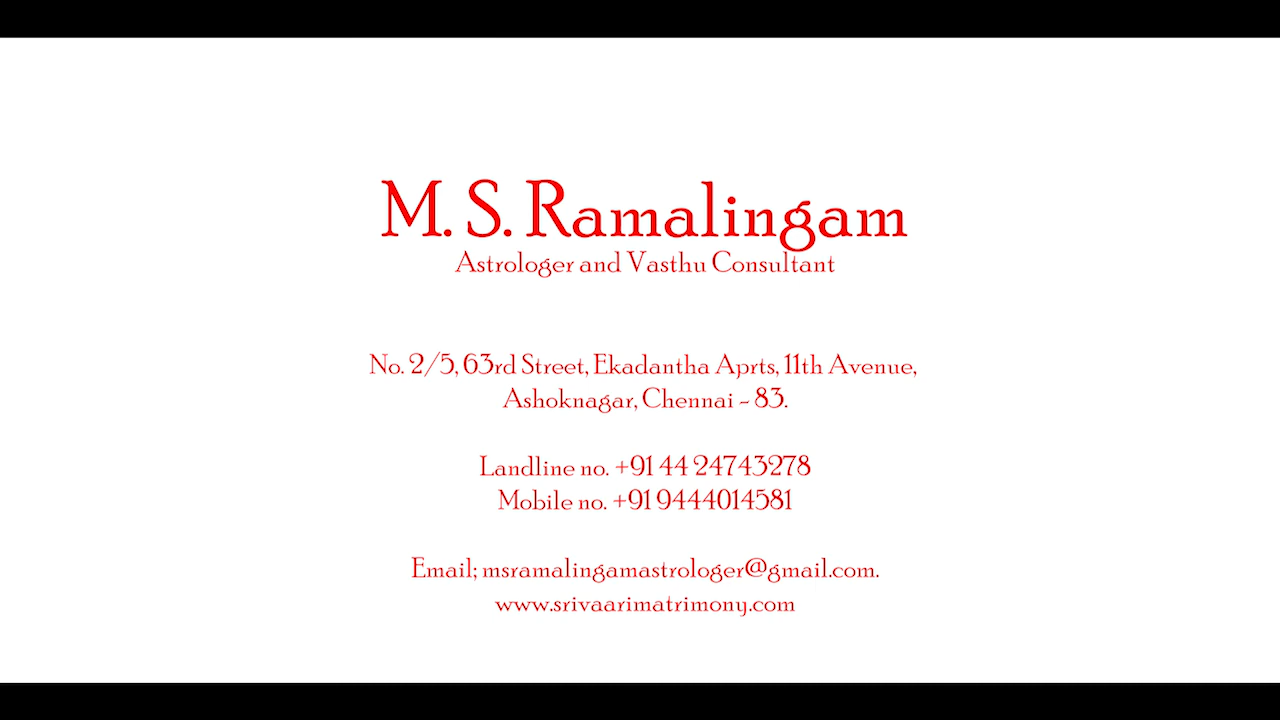 M. S. Ramalingam
Astrologer and Vasthu Consultant
No. 2/5, 63rd Street, Ekadantha Aprts, 11th Avenue,
Ashoknagar, Chennai - 83.
Landline no. +91 44 24743278
Mobile no. +91 9444014581
Email; msramalingamastrologer@gmail.com.
www.srivaarimatrimony.com